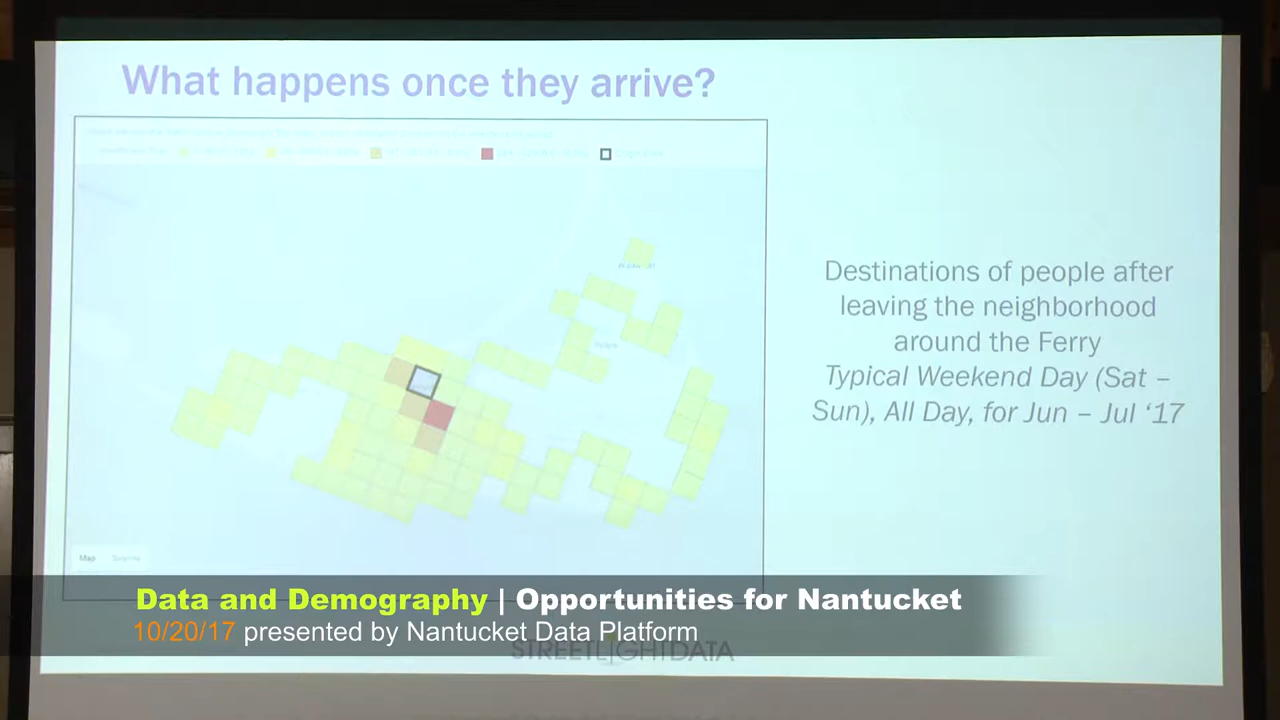 What happens once they arrive?
Destinations of people after
leaving the neighborhood
around the Ferry
Typical Weekend Day (Sat –
Sun), All Day, for Jun – Jul ‘17
Map
Data and Demography | Opportunities for Nantucket
10/20/17 presented by Nantucket Data Platform
STREETLIGHTDATA